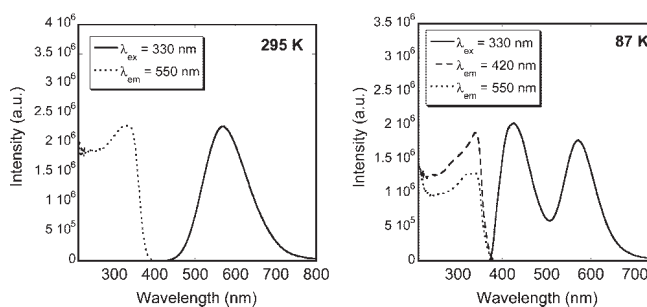 4 10⁶
3.5 10⁶
3 10⁶
2.5 10⁶
2 10⁶
1.5 10⁶
1 10⁶
5 10⁵
0
Intensity (a.u.)
λex = 330 nm
λem = 550 nm
295 K
300 400 500 600 700 800
Wavelength (nm)
3.5 10⁶
3 10⁶
2.5 10⁶
2 10⁶
1.5 10⁶
1 10⁶
5 10⁵
0
Intensity (a.u.)
λex = 330 nm
λem = 420 nm
λem = 550 nm
87 K
300 400 500 600 700
Wavelength (nm)